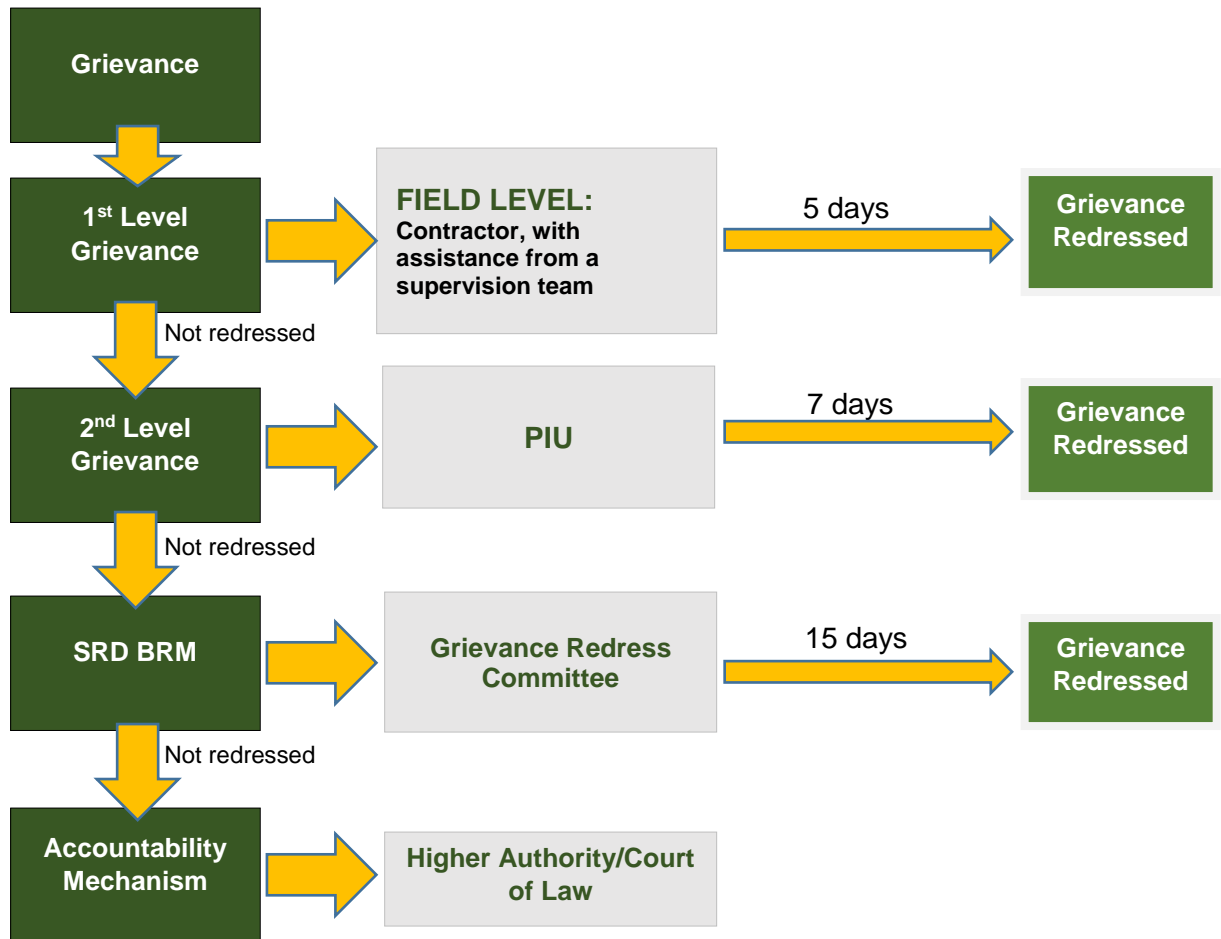 Grievance
1st Level
Grievance
FIELD LEVEL:
Contractor, with
assistance from a
supervision team
5 days
Grievance
Redressed
Not redressed
2nd Level
Grievance
PIU
7 days
Grievance
Redressed
Not redressed
SRD BRM
Grievance Redress
Committee
15 days
Grievance
Redressed
Not redressed
Accountability
Mechanism
Higher Authority/Court
of Law